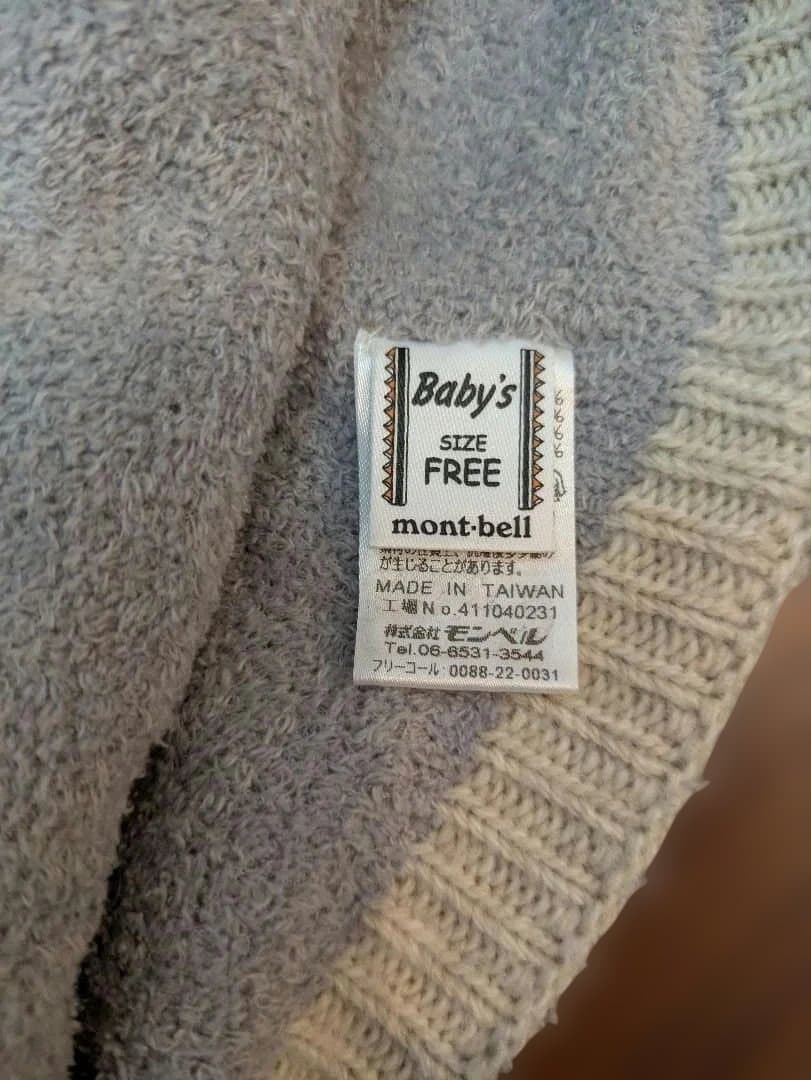 Baby's
SIZE
FREE
mont·bell
が生じることがあります。
MADE IN TAIWAN
工場No.411040231
株式会社 モンベル
Tel.06-6531-3544
フリーコール:0088-22-0031